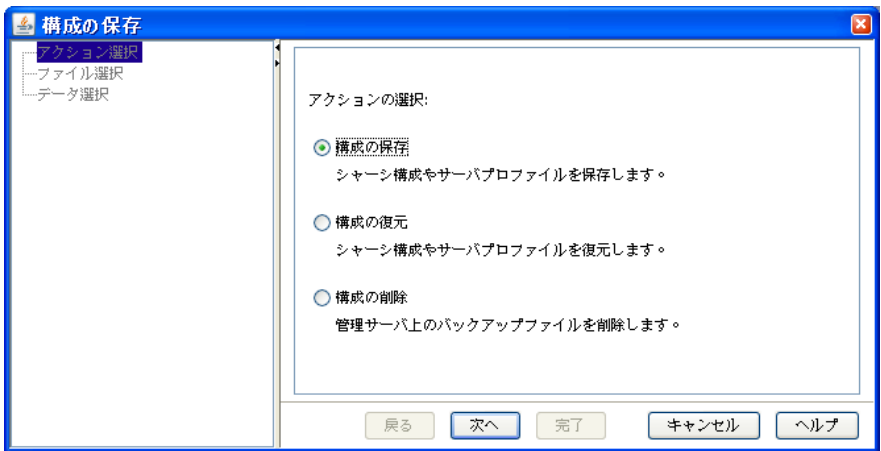 構成の保存
アクション選択
ファイル選択
データ選択
アクションの選択:
構成の保存
シャーシ構成やサーバプロファイルを保存します。
構成の復元
シャーシ構成やサーバプロファイルを復元します。
構成の削除
管理サーバ上のバックアップファイルを削除します。
戻る 次へ 完了 キャンセル ヘルプ